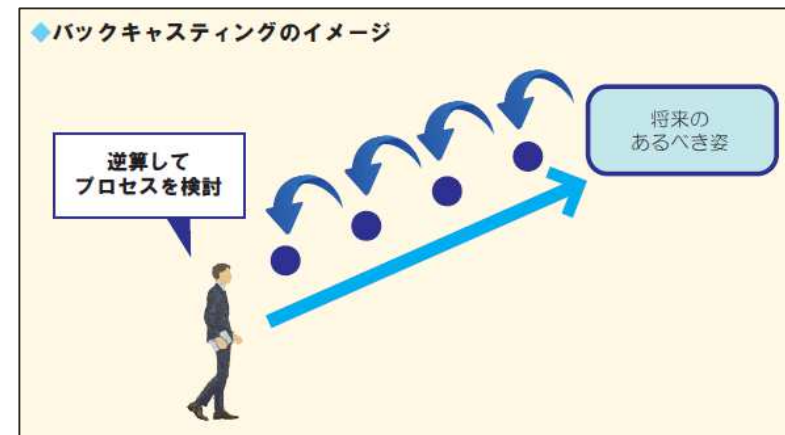 ◆バックキャスティングのイメージ
逆算して
プロセスを検討
将来の
あるべき姿